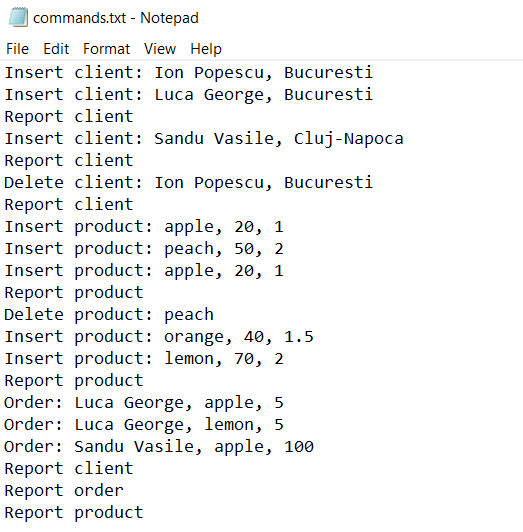 commands.txt - Notepad
File Edit Format View Help
Insert client: Ion Popescu, Bucuresti
Insert client: Luca George, Bucuresti
Report client
Insert client: Sandu Vasile, Cluj-Napoca
Report client
Delete client: Ion Popescu, Bucuresti
Report client
Insert product: apple, 20, 1
Insert product: peach, 50, 2
Insert product: apple, 20, 1
Report product
Delete product: peach
Insert product: orange, 40, 1.5
Insert product: lemon, 70, 2
Report product
Order: Luca George, apple, 5
Order: Luca George, lemon, 5
Order: Sandu Vasile, apple, 100
Report client
Report order
Report product